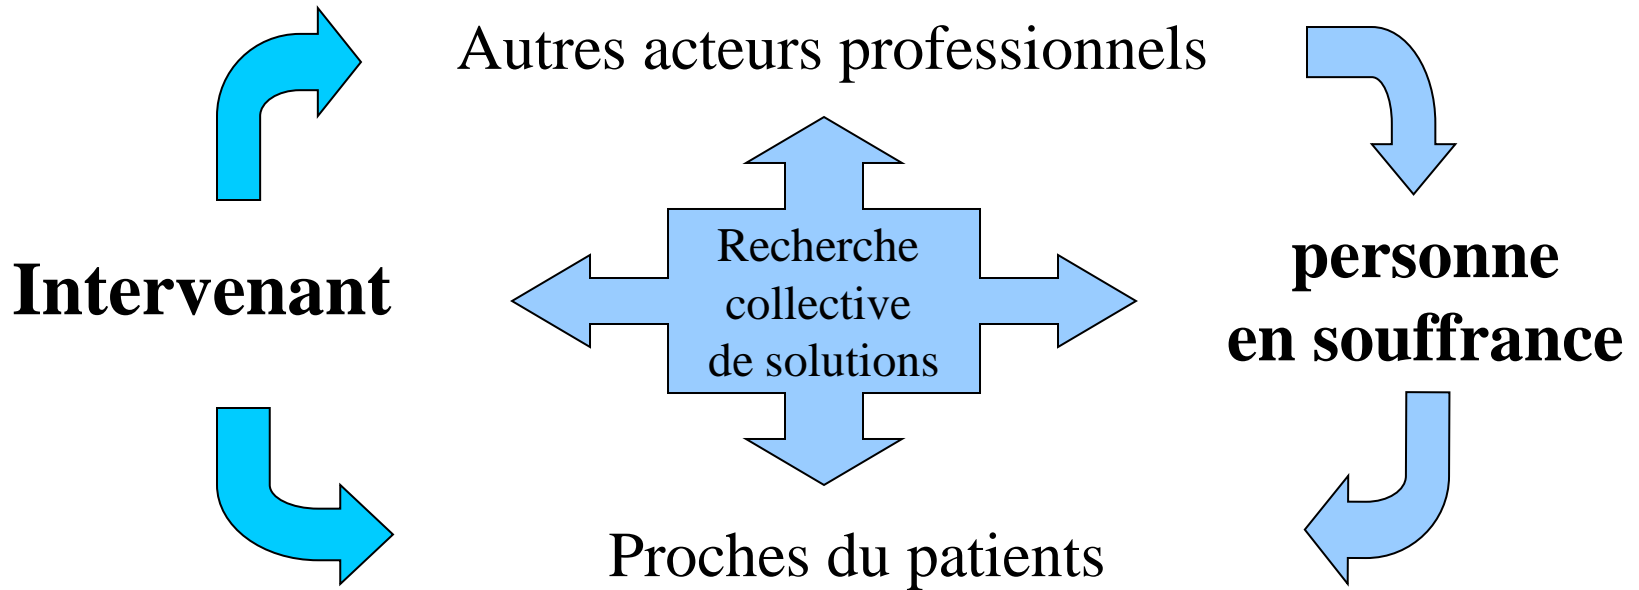 Autres acteurs professionnels
Intervenant
Recherche
collective
de solutions
personne
en souffrance
Proches du patients